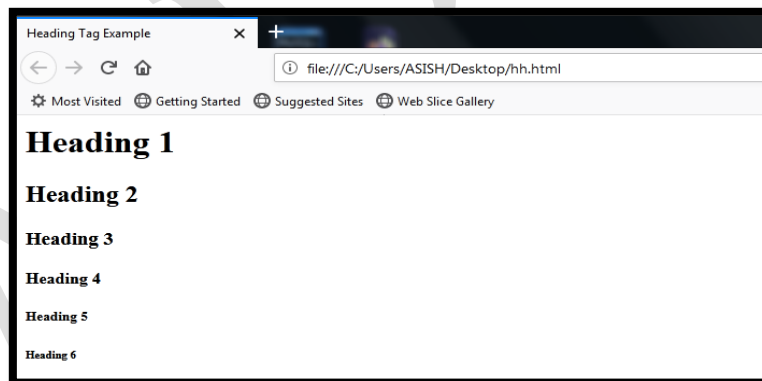 Heading Tag Example
file:///C:/Users/ASISH/Desktop/hh.html
Most Visited Getting Started Suggested Sites Web Slice Gallery
Heading 1
Heading 2
Heading 3
Heading 4
Heading 5
Heading 6